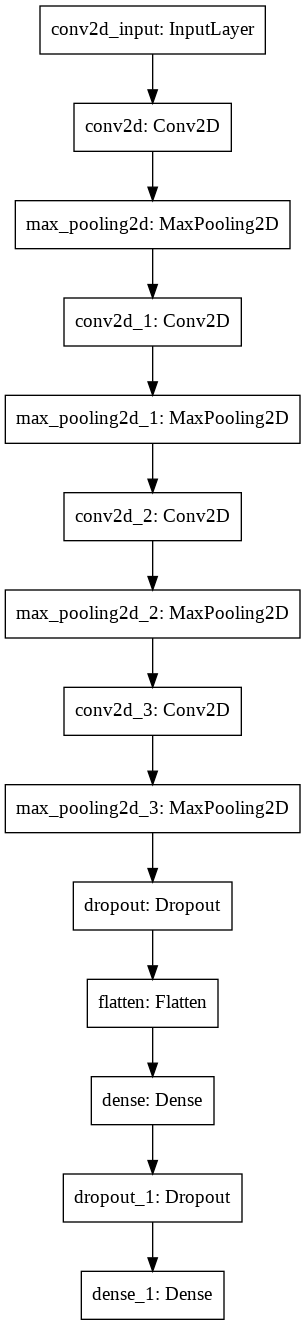 conv2d_input: InputLayer
conv2d: Conv2D
max_pooling2d: MaxPooling2D
conv2d_1: Conv2D
max_pooling2d_1: MaxPooling2D
conv2d_2: Conv2D
max_pooling2d_2: MaxPooling2D
conv2d_3: Conv2D
max_pooling2d_3: MaxPooling2D
dropout: Dropout
flatten: Flatten
dense: Dense
dropout_1: Dropout
dense_1: Dense